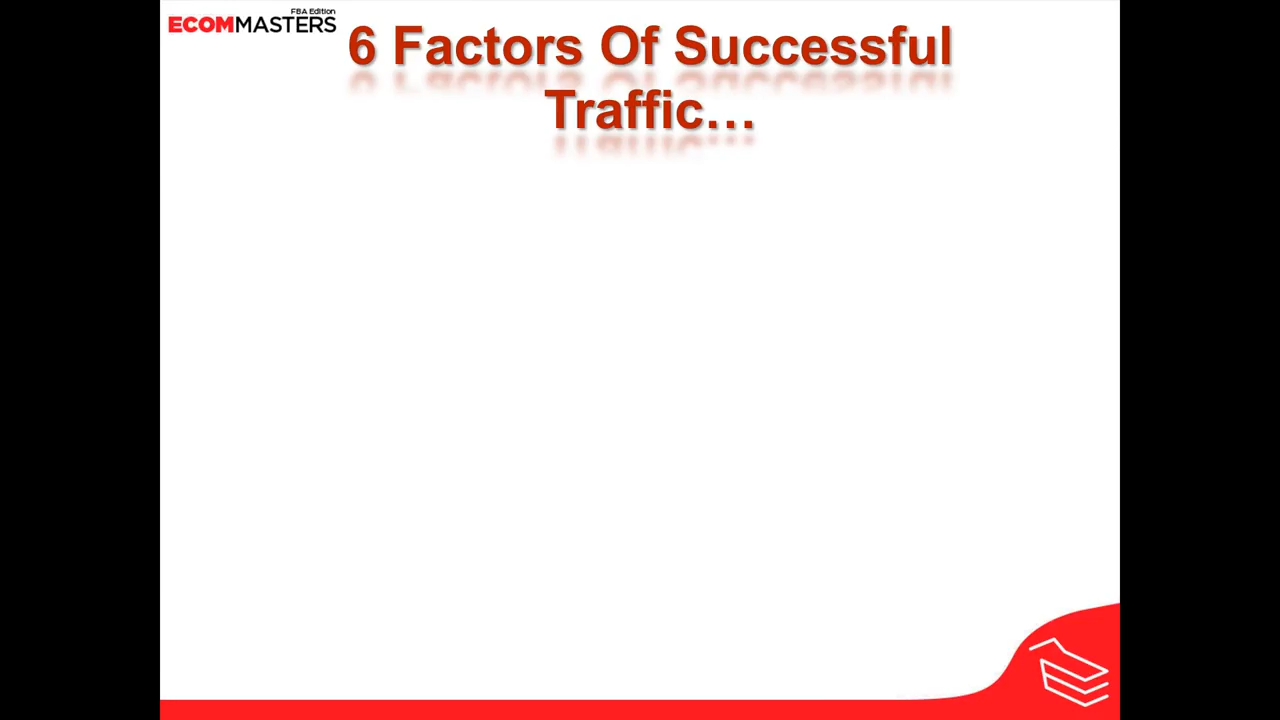 FBA Edition
ECOMMASTERS
6 Factors Of Successful
Traffic…